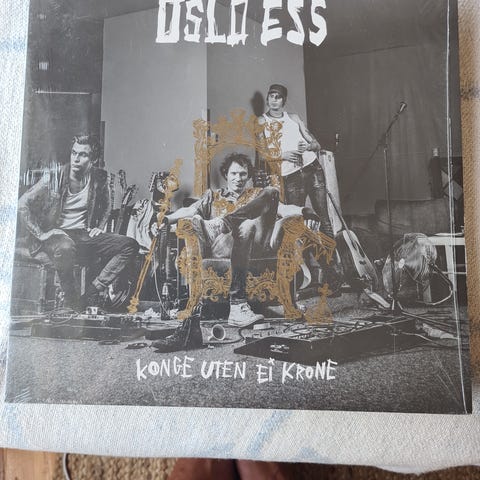 OSLO ESS
KONGE UTEN Ei KRONE